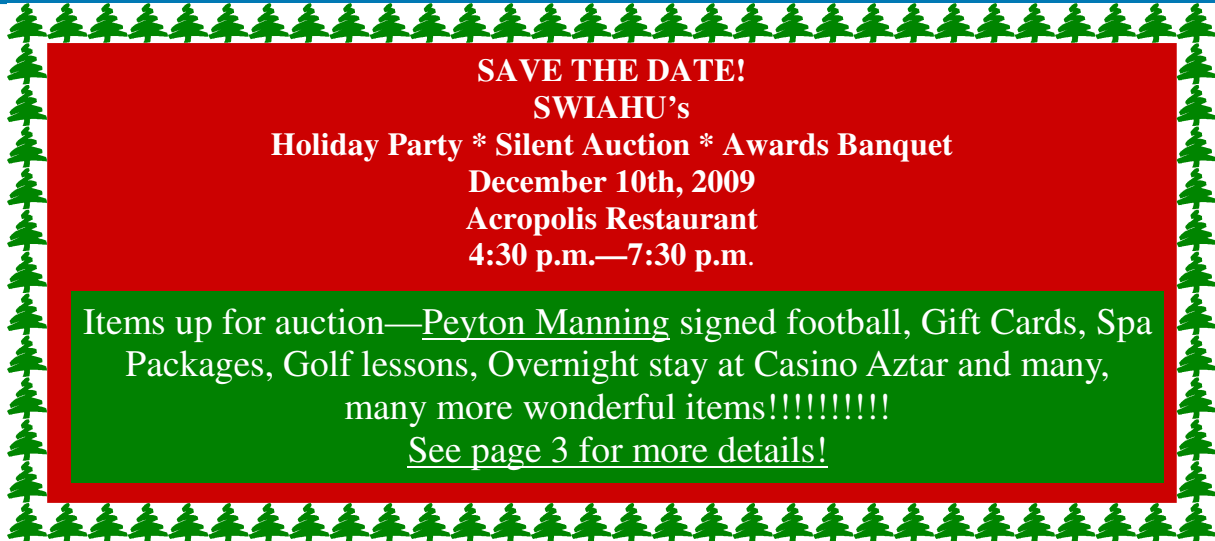 SAVE THE DATE!
SWIAHU’s
Holiday Party * Silent Auction * Awards Banquet
December 10th, 2009
Acropolis Restaurant
4:30 p.m.—7:30 p.m.
Items up for auction—Peyton Manning signed football, Gift Cards, Spa
Packages, Golf lessons, Overnight stay at Casino Aztar and many,
many more wonderful items!!!!!!!!!!
See page 3 for more details!